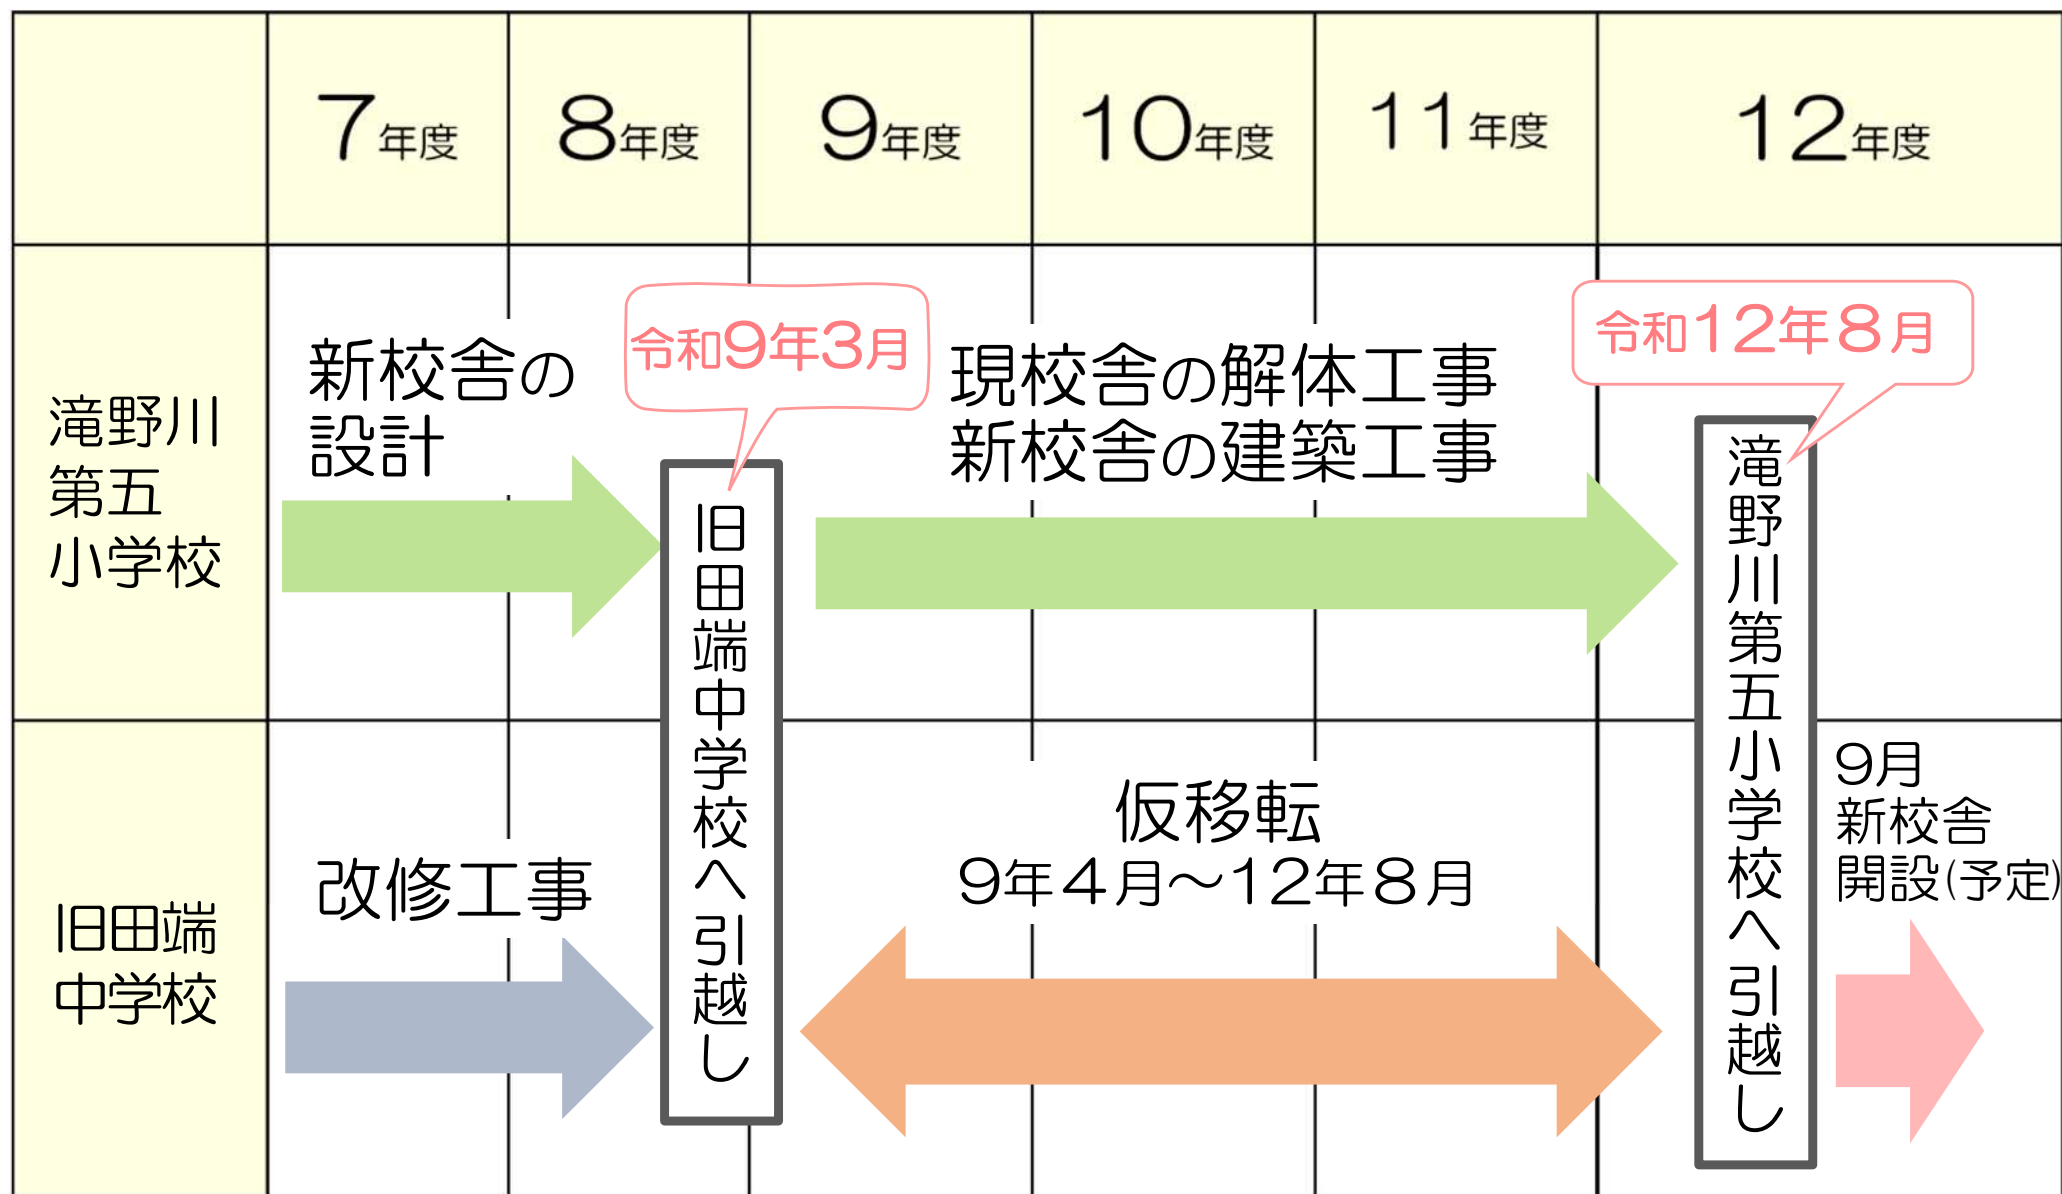 7年度
8年度
9年度
10年度
11年度
12年度
滝野川
第五
小学校
新校舎の
設計
令和9年3月
旧田端中学校へ引越し
現校舎の解体工事
新校舎の建築工事
令和12年8月
滝野川第五小学校へ引越し
旧田端
中学校
改修工事
仮移転
9年4月～12年8月
9月
新校舎
開設(予定)